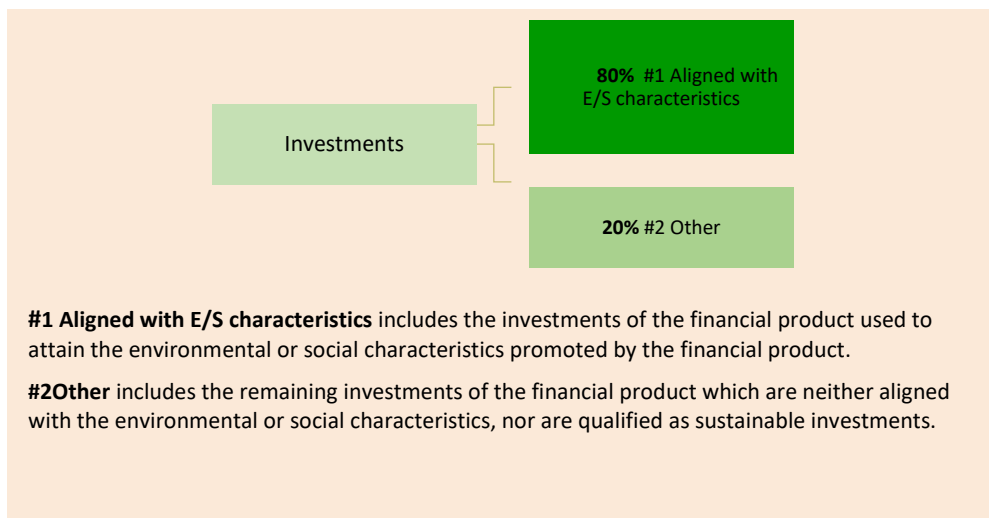 80% #1 Aligned with
E/S characteristics
Investments
20% #2 Other
#1 Aligned with E/S characteristics includes the investments of the financial product used to
attain the environmental or social characteristics promoted by the financial product.
#2Other includes the remaining investments of the financial product which are neither aligned
with the environmental or social characteristics, nor are qualified as sustainable investments.